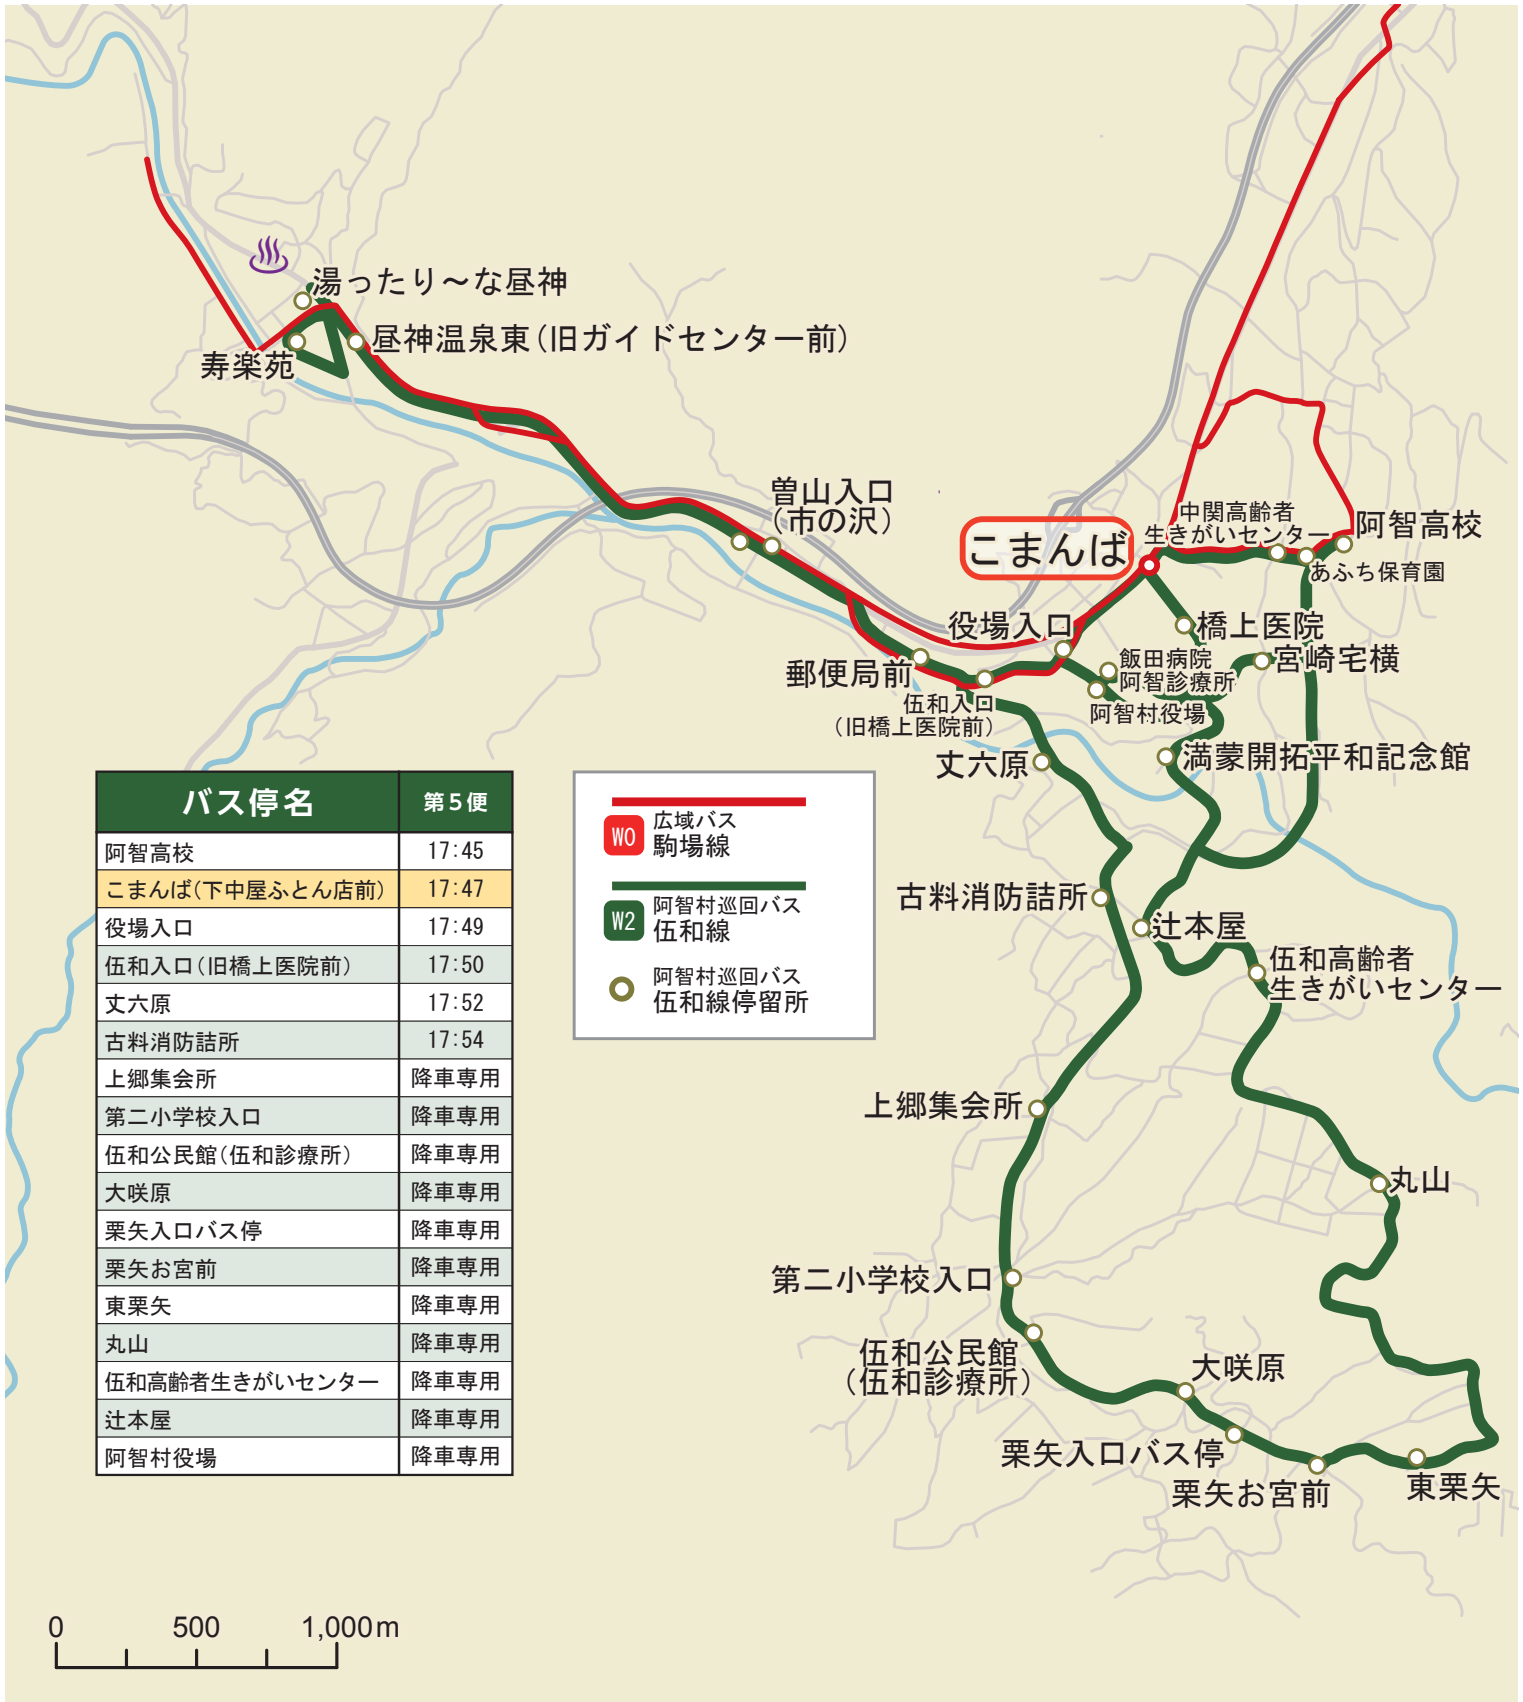 湯ったり～な昼神
昼神温泉東（旧ガイドセンター前）
寿楽苑
曽山入口
（市の沢）
こまんば
中関高齢者
生きがいセンター
阿智高校
あふち保育園
役場入口
橋上医院
宮崎宅横
飯田病院
阿智診療所
郵便局前
伍和入口
（旧橋上医院前）
阿智村役場
丈六原
満蒙開拓平和記念館
古料消防詰所
辻本屋
伍和高齢者
生きがいセンター
上郷集会所
丸山
第二小学校入口
伍和公民館
（伍和診療所）
大咲原
栗矢入口バス停
栗矢お宮前
東栗矢
バス停名 第５便
阿智高校 17:45
こまんば（下中屋ふとん店前） 17:47
役場入口 17:49
伍和入口（旧橋上医院前） 17:50
丈六原 17:52
古料消防詰所 17:54
上郷集会所 降車専用
第二小学校入口 降車専用
伍和公民館（伍和診療所） 降車専用
大咲原 降車専用
栗矢入口バス停 降車専用
栗矢お宮前 降車専用
東栗矢 降車専用
丸山 降車専用
伍和高齢者生きがいセンター 降車専用
辻本屋 降車専用
阿智村役場 降車専用
W0 広域バス
駒場線
W2 阿智村巡回バス
伍和線
阿智村巡回バス
伍和線停留所
0 500 1,000m